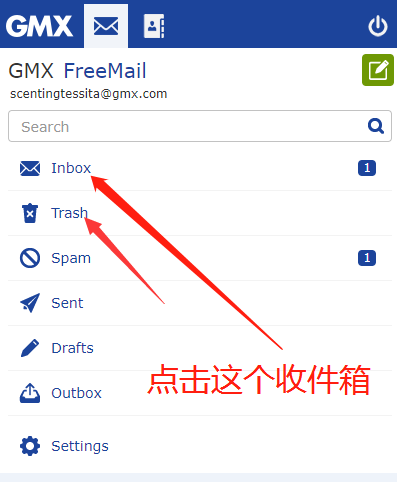 GMX
GMX FreeMail
scentingtessita@gmx.com
Search
Inbox 1
Trash
Spam 1
Sent
Drafts
点击这个收件箱
Outbox
Settings